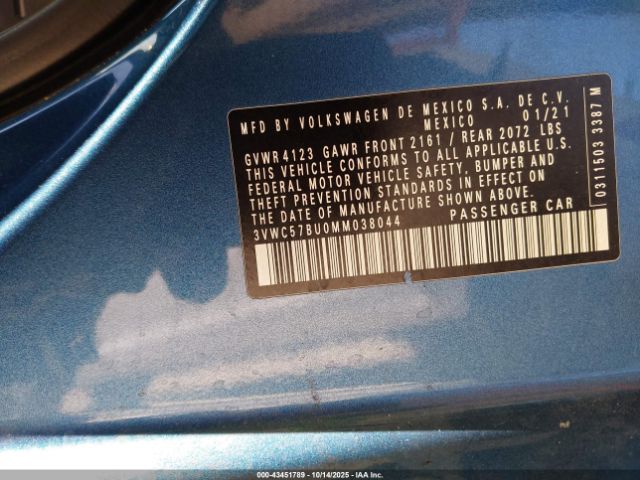 MFD BY VOLKSWAGEN DE MEXICO S.A. DE C.V.
MEXICO 01/21
GVWR 4123 GAWR FRONT 2161 / REAR 2072 LBS
THIS VEHICLE CONFORMS TO ALL APPLICABLE U.S.
FEDERAL MOTOR VEHICLE SAFETY, BUMPER AND
THEFT PREVENTION STANDARDS IN EFFECT ON
THE DATE OF MANUFACTURE SHOWN ABOVE.
3VWC57BU0MM038044 PASSENGER CAR
0311503 3387 M
000-43451789 - 10/14/2025 - IAA Inc.